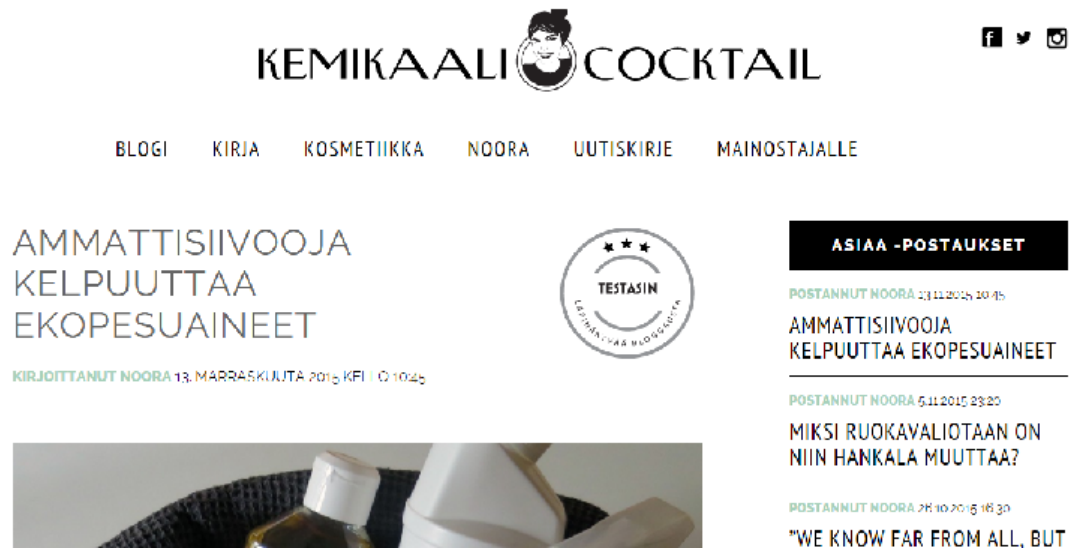 KEMIKAALI COCKTAIL
BLOGI KIRJA KOSMETIIKKA NOORA UUTISKIRJE MAINOSTAJALLE
AMMATTISIIVOOJA
KELPUUTTAA
EKOPESUAINEET
KIRJOITTANUT NOORA 13. MARRASKUUTA 2015 KELLO 10:45
TESTASIN
LÄPINÄKYVÄÄ BLOGGAUSTA
ASIAA -POSTAUKSET
POSTANNUT NOORA 13.11.2015 10:45
AMMATTISIIVOOJA
KELPUUTTAA EKOPESUAINEET
POSTANNUT NOORA 5.11.2015 23:20
MIKSI RUOKAVALIOTAAN ON
NIIN HANKALA MUUTTAA?
POSTANNUT NOORA 26.10.2015 16:30
"WE KNOW FAR FROM ALL, BUT